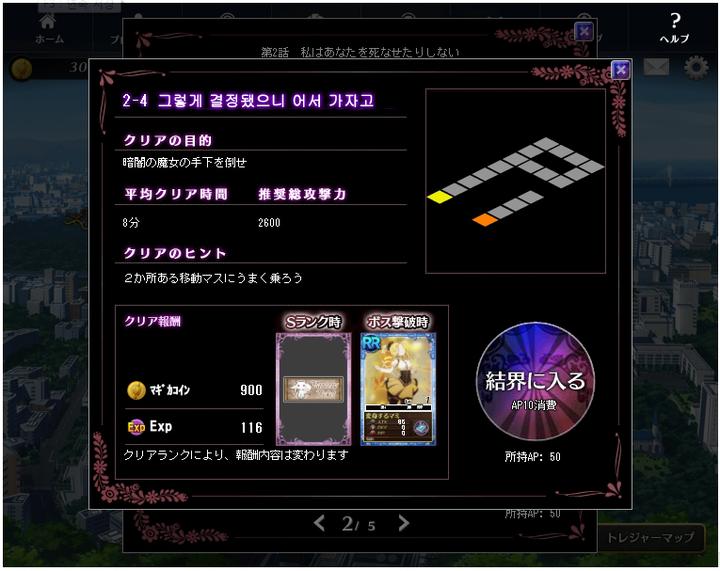 ホーム
?
ヘルプ
30
第2話 私はあなたを死なせたりしない
2-4 그렇게 결정됐으니 어서 가자고
クリアの目的
暗闇の魔女の手下を倒せ
平均クリア時間 推奨総攻撃力
8分 2600
クリアのヒント
2か所ある移動マスにうまく乗ろう
クリア報酬
Sランク時 ボス撃破時
RR
マギカコイン 900
Exp Exp 116
変身するマミ
クリアランクにより、報酬内容は変わります
結界に入る
AP10消費
所持AP: 50
所持AP: 50
2 / 5
トレジャーマップ